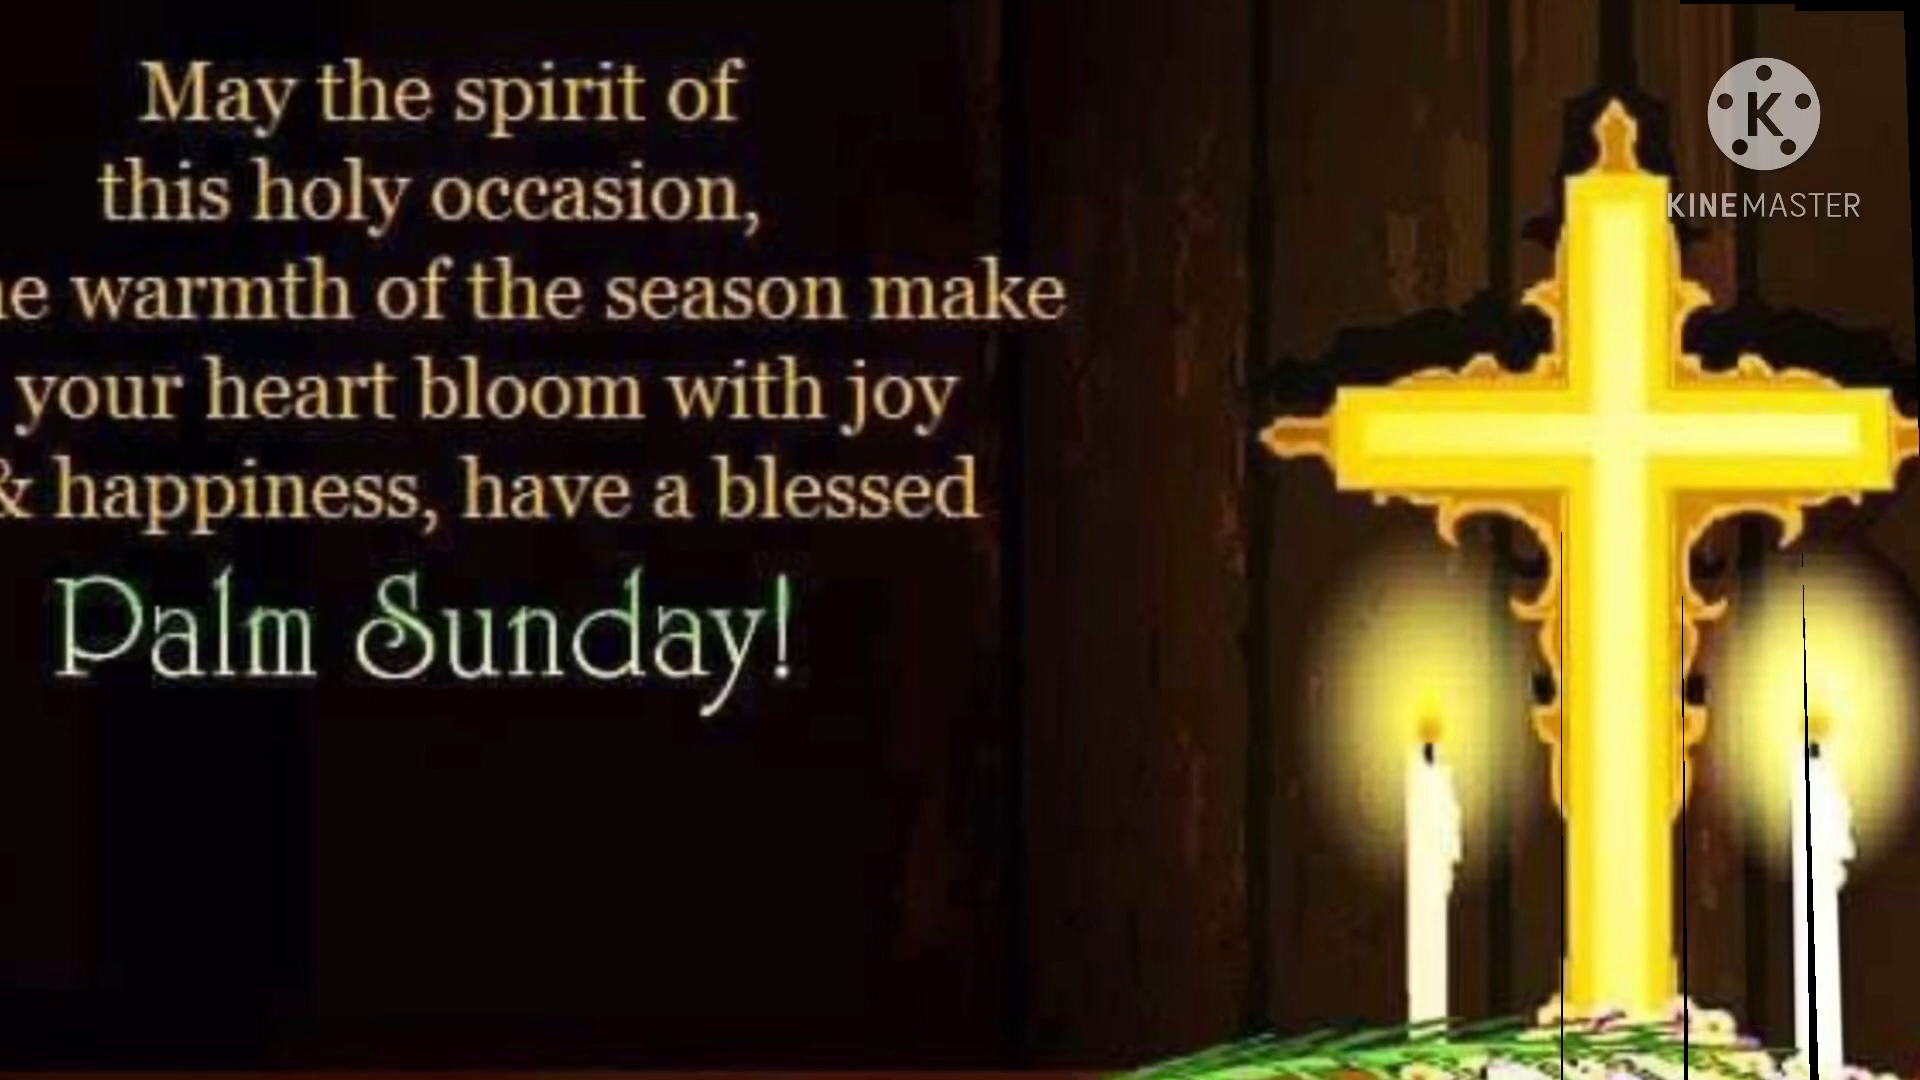 May the spirit of
this holy occasion,
warmth of the season make
your heart bloom with joy
& happiness, have a blessed
Palm Sunday!
K
KINEMASTER